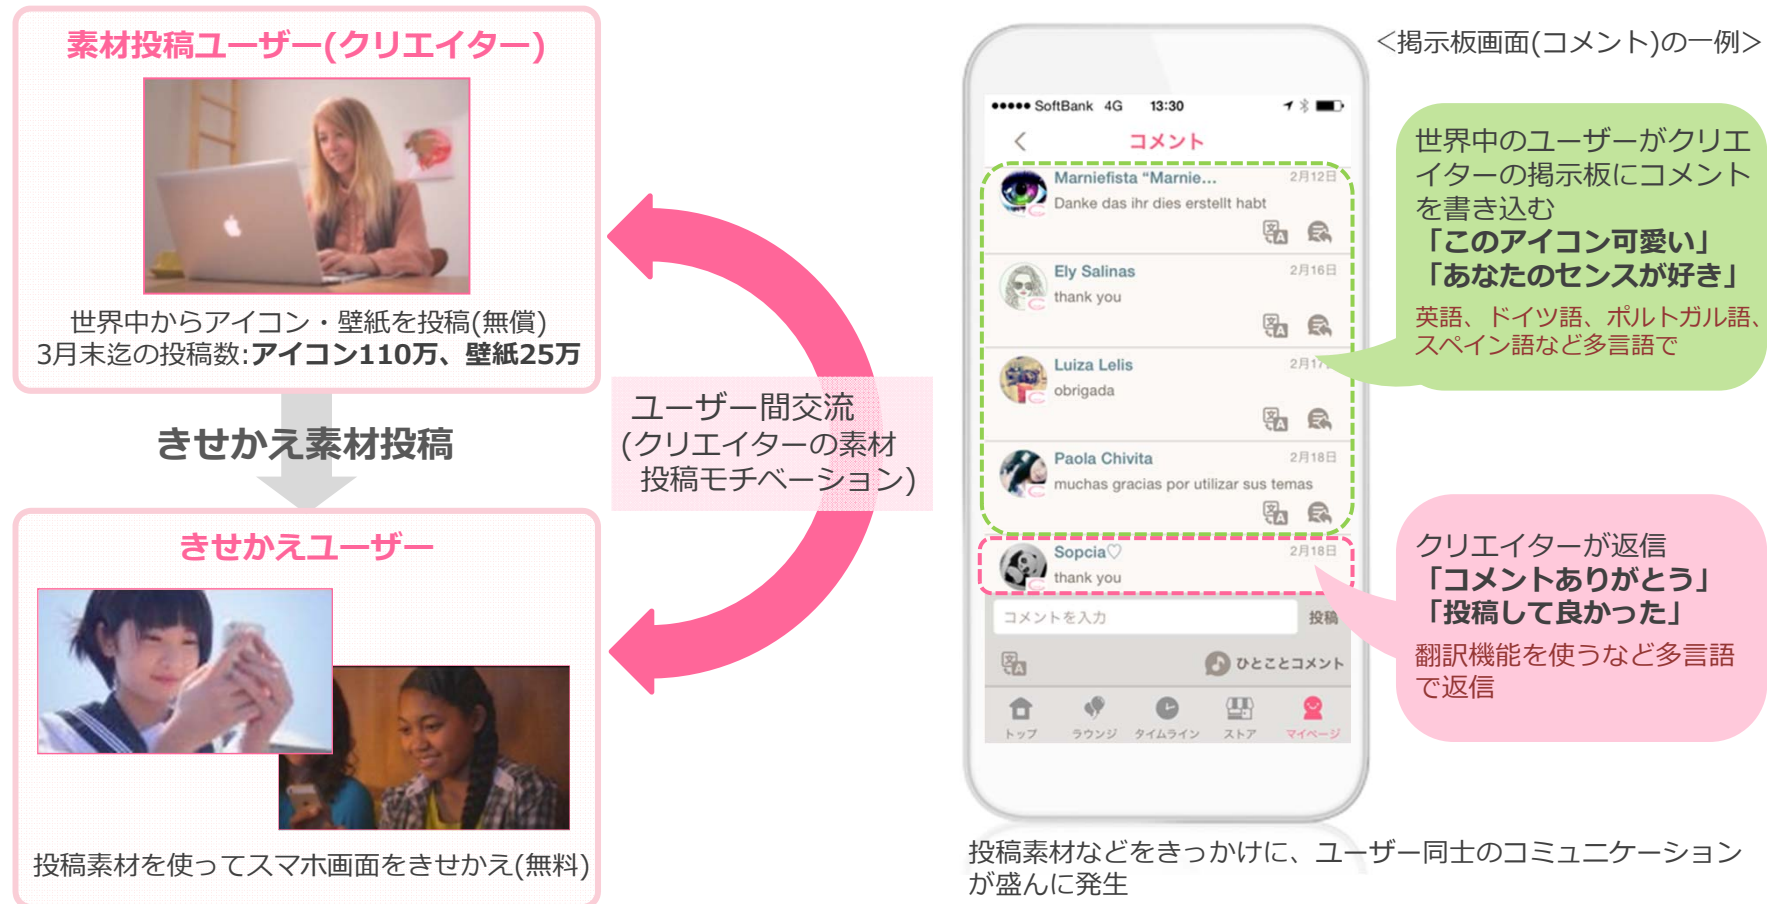 素材投稿ユーザー(クリエイター)
世界中からアイコン・壁紙を投稿(無償)
3月末迄の投稿数:アイコン110万、壁紙25万
きせかえ素材投稿
きせかえユーザー
投稿素材を使ってスマホ画面をきせかえ(無料)
ユーザー間交流
(クリエイターの素材
投稿モチベーション)
<掲示板画面(コメント)の一例>
SoftBank 4G 13:30
コメント
Marniefista “Marnie... 2月12日
Danke das ihr dies erstellt habt
Ely Salinas 2月16日
thank you
Luiza Lelis 2月17
obrigada
Paola Chivita 2月18日
muchas gracias por utilizar sus temas
Sopcia♡ 2月18日
thank you
コメントを入力 投稿
ひとことコメント
トップ ラウンジ タイムライン ストア マイページ
世界中のユーザーがクリエ
イターの掲示板にコメント
を書き込む
「このアイコン可愛い」
「あなたのセンスが好き」
英語、ドイツ語、ポルトガル語、
スペイン語など多言語で
クリエイターが返信
「コメントありがとう」
「投稿して良かった」
翻訳機能を使うなど多言語
で返信
投稿素材などをきっかけに、ユーザー同士のコミュニケーション
が盛んに発生